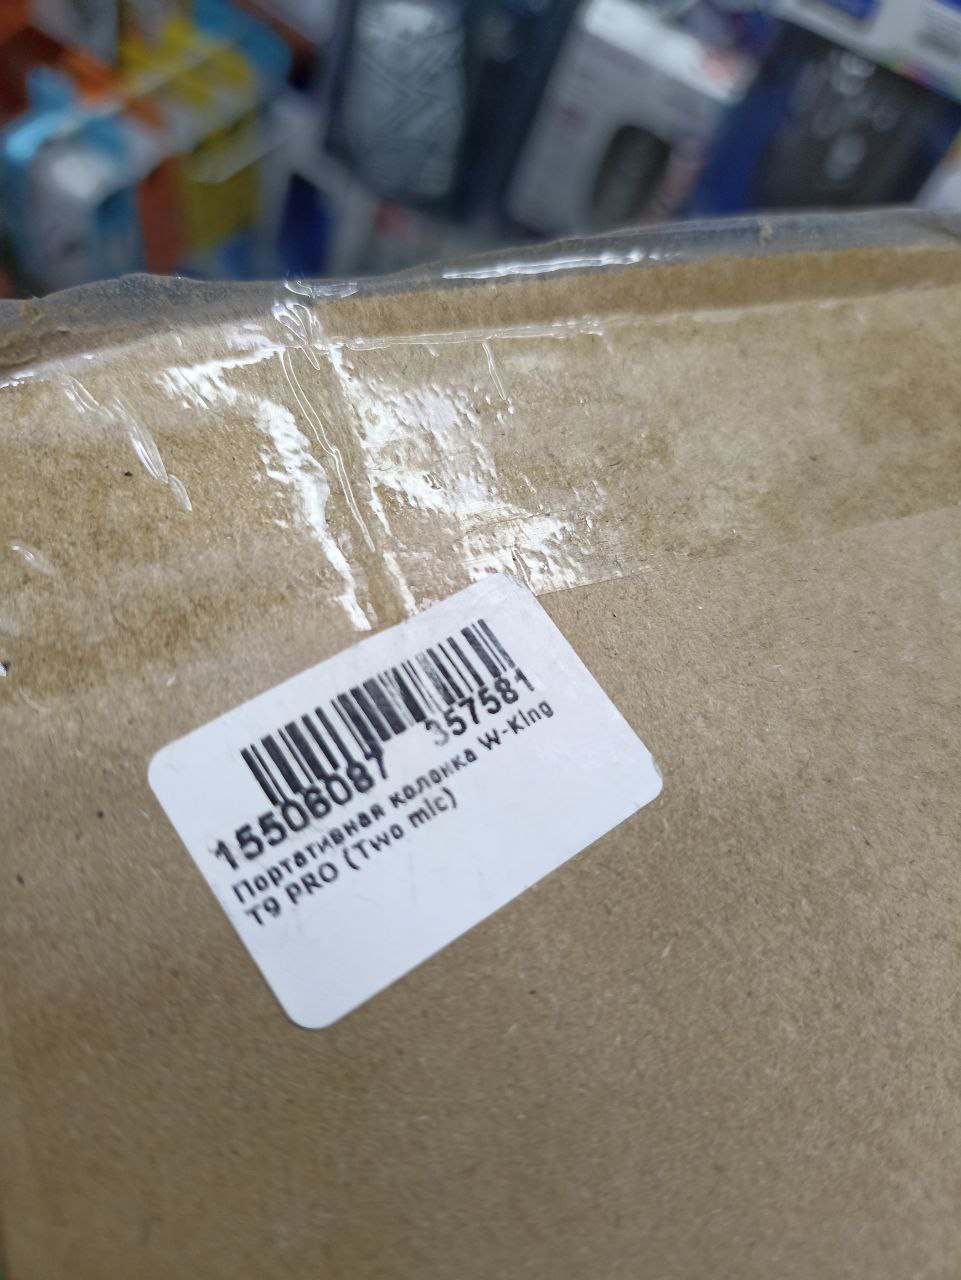 15506087 357581
Портативная колонка W-King
T9 PRO (Two mic)